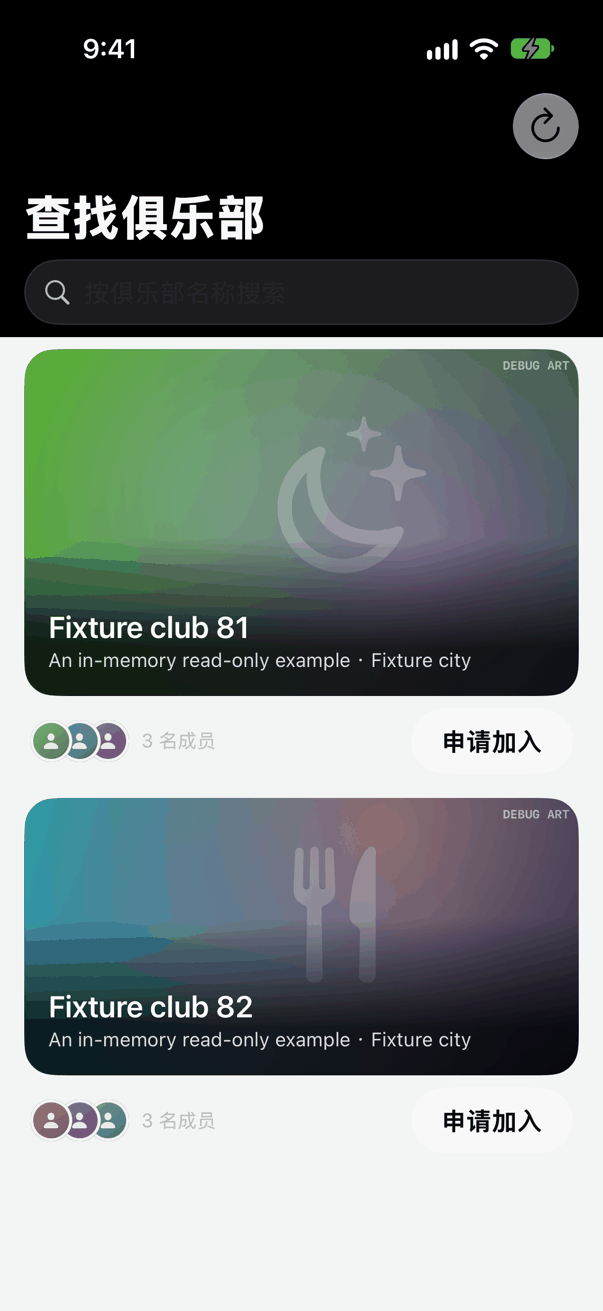 9:41
查找俱乐部
按俱乐部名称搜索
DEBUG ART
Fixture club 81
An in-memory read-only example · Fixture city
3 名成员
申请加入
DEBUG ART
Fixture club 82
An in-memory read-only example · Fixture city
3 名成员
申请加入